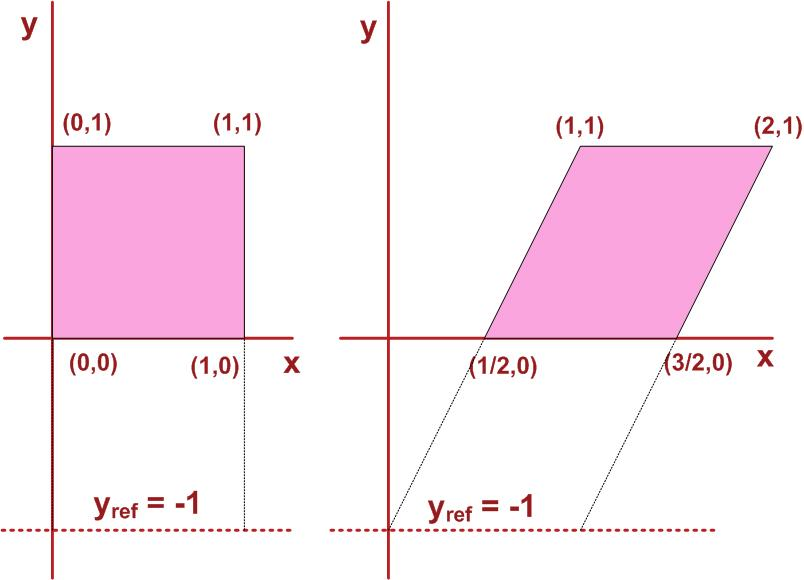 y
(0,1) (1,1)
(0,0) (1,0) x
yref = -1
y
(1,1) (2,1)
(1/2,0) (3/2,0) x
yref = -1